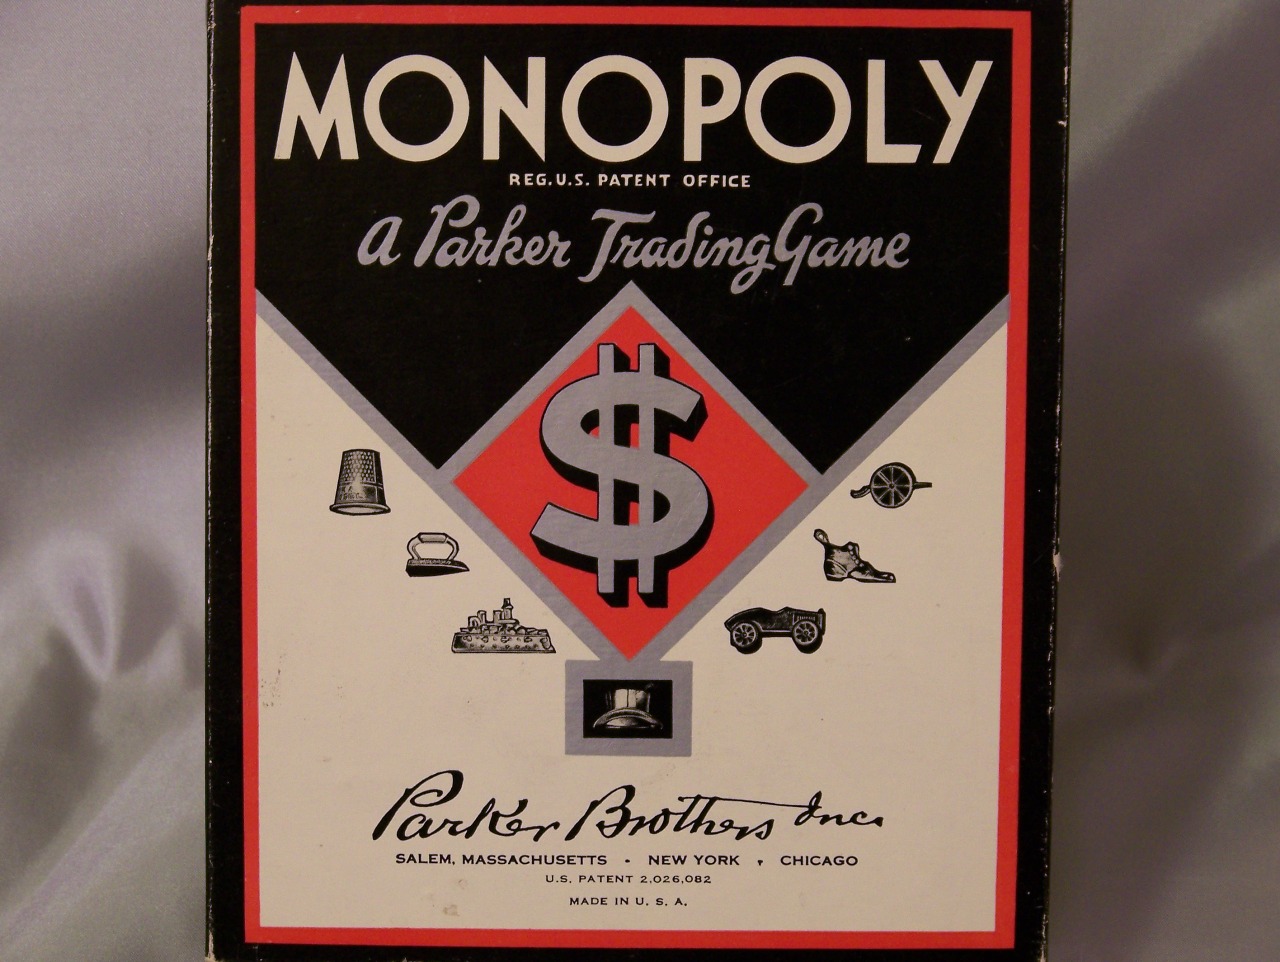 MONOPOLY
REG. U.S. PATENT OFFICE
A Parker Trading Game
$
Parker Brothers Inc.
SALEM, MASSACHUSETTS • NEW YORK • CHICAGO
U.S. PATENT 2,026,082
MADE IN U. S. A.